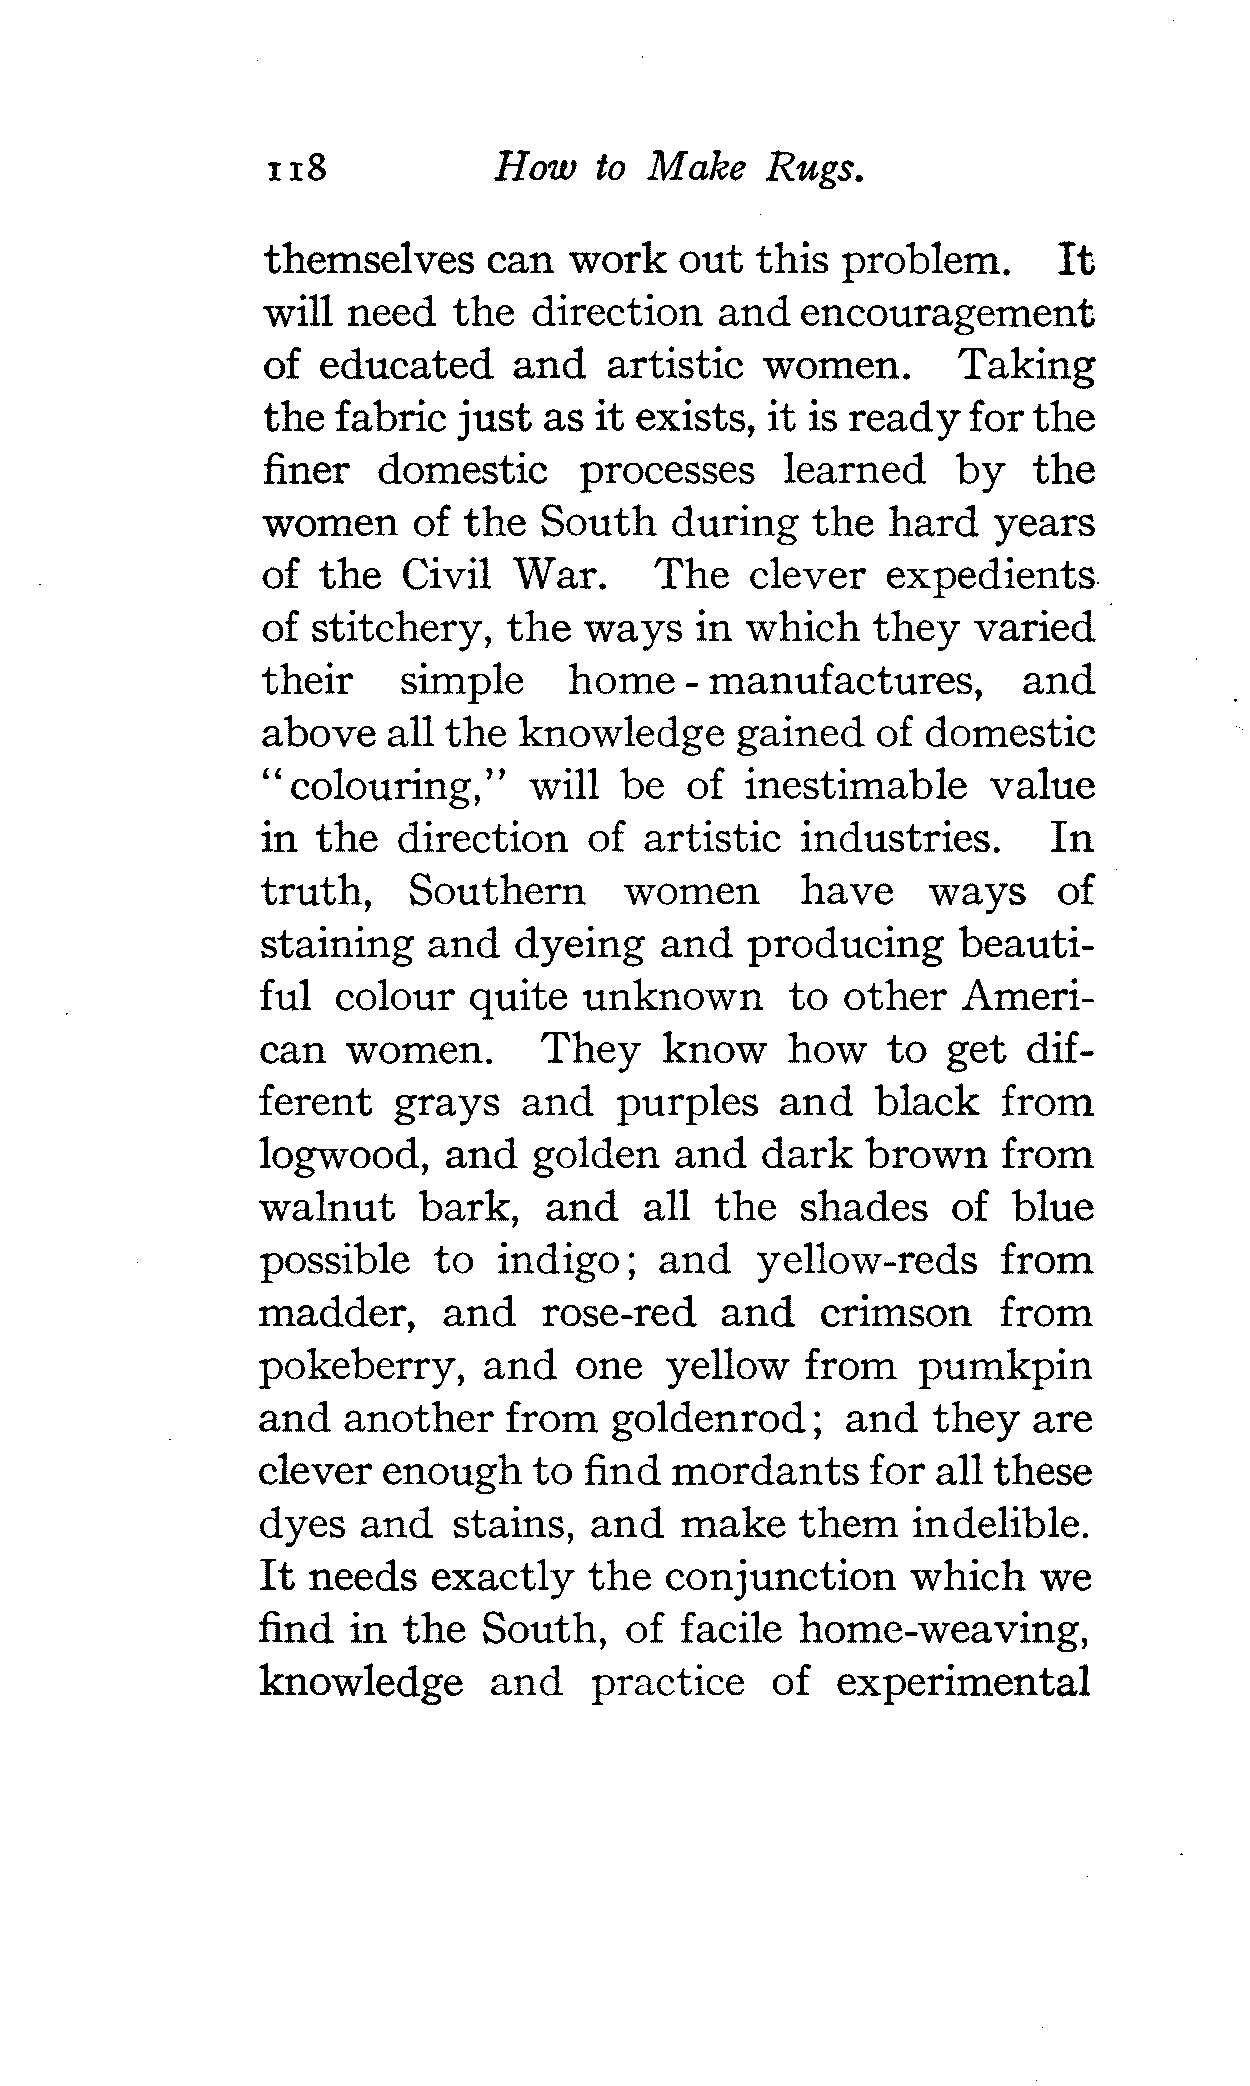 118 How to Make Rugs.
themselves can work out this problem. It
will need the direction and encouragement
of educated and artistic women. Taking
the fabric just as it exists, it is ready for the
finer domestic processes learned by the
women of the South during the hard years
of the Civil War. The clever expedients
of stitchery, the ways in which they varied
their simple home-manufactures, and
above all the knowledge gained of domestic
"colouring," will be of inestimable value
in the direction of artistic industries. In
truth, Southern women have ways of
staining and dyeing and producing beauti-
ful colour quite unknown to other Ameri-
can women. They know how to get dif-
ferent grays and purples and black from
logwood, and golden and dark brown from
walnut bark, and all the shades of blue
possible to indigo; and yellow-reds from
madder, and rose-red and crimson from
pokeberry, and one yellow from pumkpin
and another from goldenrod; and they are
clever enough to find mordants for all these
dyes and stains, and make them indelible.
It needs exactly the conjunction which we
find in the South, of facile home-weaving,
knowledge and practice of experimental